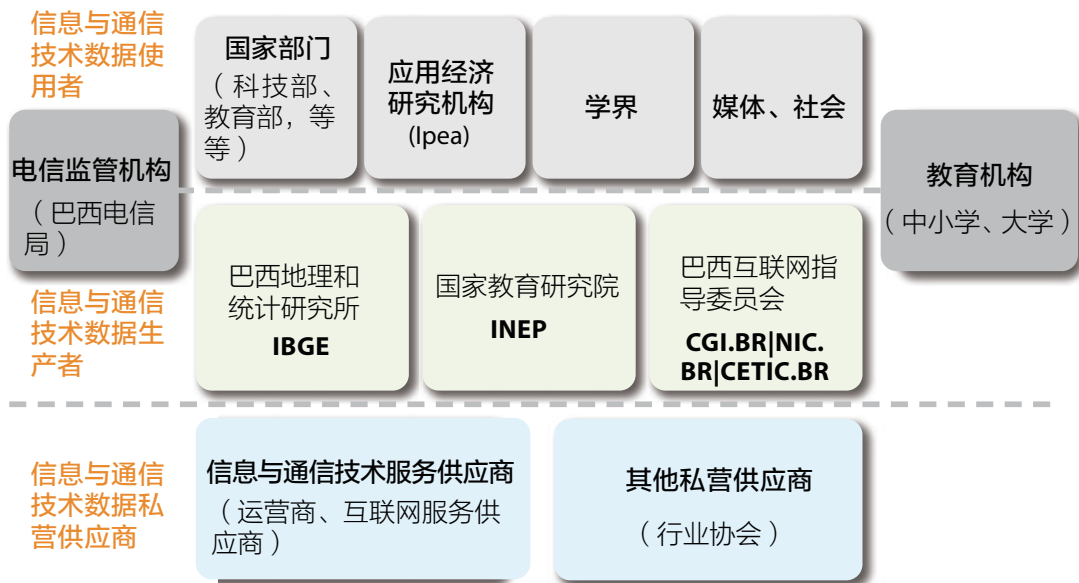 信息与通信
技术数据使
用者
国家部门
（科技部、
教育部，等
等）
应用经济
研究机构
(Ipea)
学界
媒体、社会
电信监管机构
（巴西电信
局）
教育机构
（中小学、大学）
信息与通信
技术数据生
产者
巴西地理和
统计研究所
IBGE
国家教育研究院
INEP
巴西互联网指
导委员会
CGI.BR|NIC.
BR|CETIC.BR
信息与通信
技术数据私
营供应商
信息与通信技术服务供应商
（运营商、互联网服务供
应商）
其他私营供应商
（行业协会）